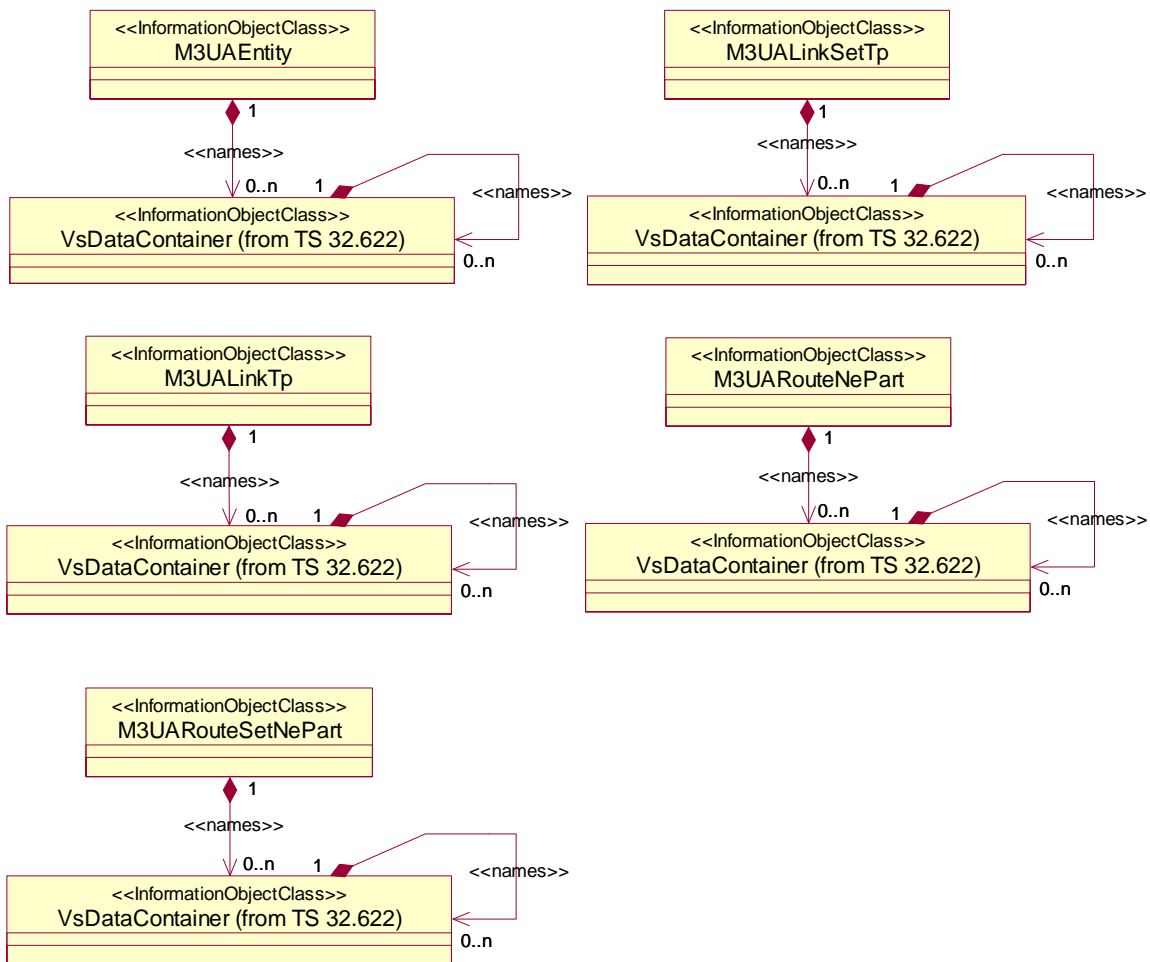 <<InformationObjectClass>>
M3UAEntity
1
<<names>>
0..n
1
<<names>>
<<InformationObjectClass>>
VsDataContainer (from TS 32.622)
0..n
<<InformationObjectClass>>
M3UALinkSetTp
1
<<names>>
0..n
1
<<names>>
<<InformationObjectClass>>
VsDataContainer (from TS 32.622)
0..n
<<InformationObjectClass>>
M3UALinkTp
1
<<names>>
0..n
1
<<names>>
<<InformationObjectClass>>
VsDataContainer (from TS 32.622)
0..n
<<InformationObjectClass>>
M3UARouteNePart
1
<<names>>
0..n
1
<<names>>
<<InformationObjectClass>>
VsDataContainer (from TS 32.622)
0..n
<<InformationObjectClass>>
M3UARouteSetNePart
1
<<names>>
0..n
1
<<names>>
<<InformationObjectClass>>
VsDataContainer (from TS 32.622)
0..n